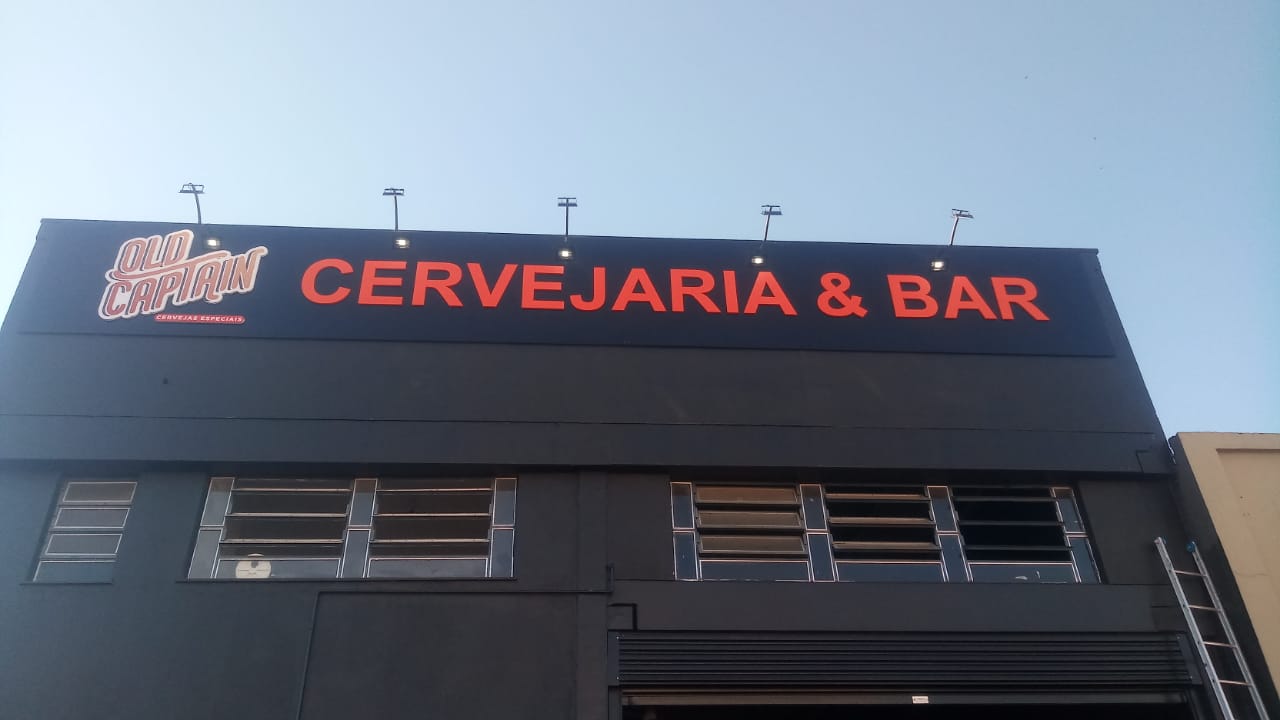 OLD
CAPTAIN
CERVEJAS ESPECIAIS
CERVEJARIA & BAR